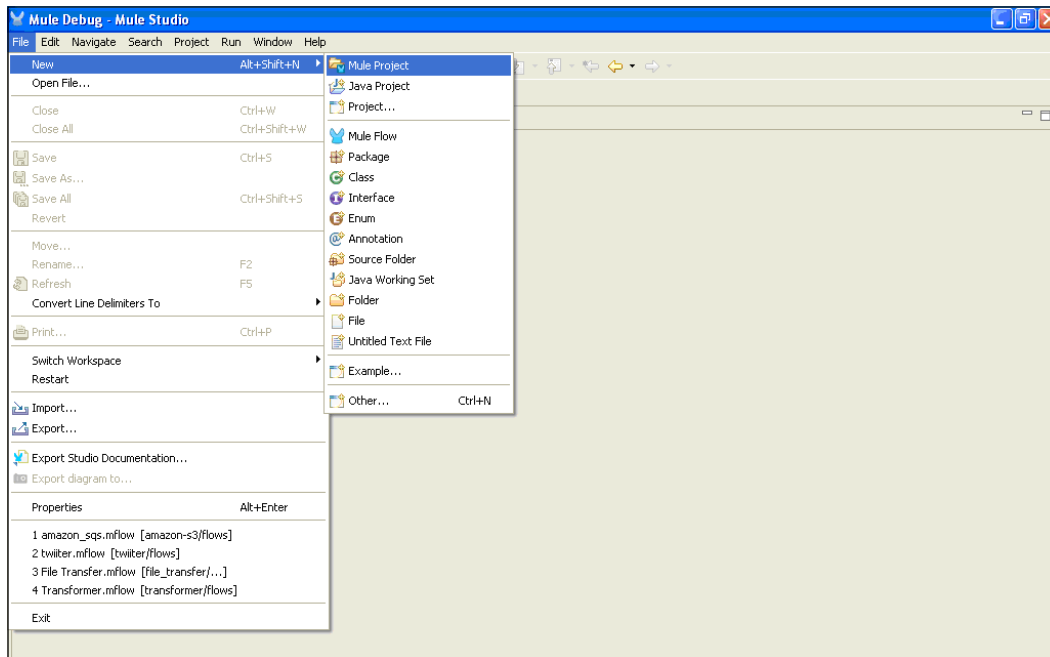 Mule Debug - Mule Studio
File Edit Navigate Search Project Run Window Help
New Alt+Shift+N
Open File...
Close Ctrl+W
Close All Ctrl+Shift+W
Save Ctrl+S
Save As...
Save All Ctrl+Shift+S
Revert
Move...
Rename... F2
Refresh F5
Convert Line Delimiters To
Print... Ctrl+P
Switch Workspace
Restart
Import...
Export...
Export Studio Documentation...
Export diagram to...
Properties Alt+Enter
1 amazon_sqs.mflow [amazon-s3/flows]
2 twiiter.mflow [twiiter/flows]
3 File Transfer.mflow [file_transfer/...]
4 Transformer.mflow [transformer/flows]
Exit
Mule Project
Java Project
Project...
Mule Flow
Package
Class
Interface
Enum
Annotation
Source Folder
Java Working Set
Folder
File
Untitled Text File
Example...
Other... Ctrl+N